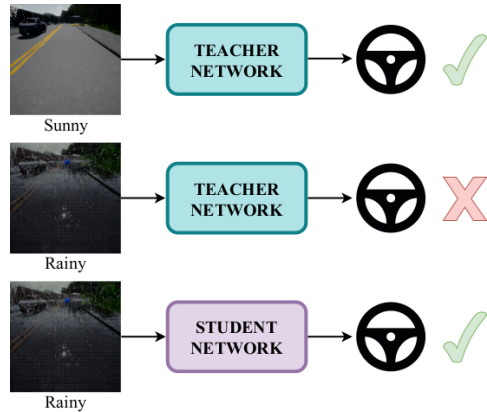 TEACHER
NETWORK
Sunny
TEACHER
NETWORK
Rainy
STUDENT
NETWORK
Rainy